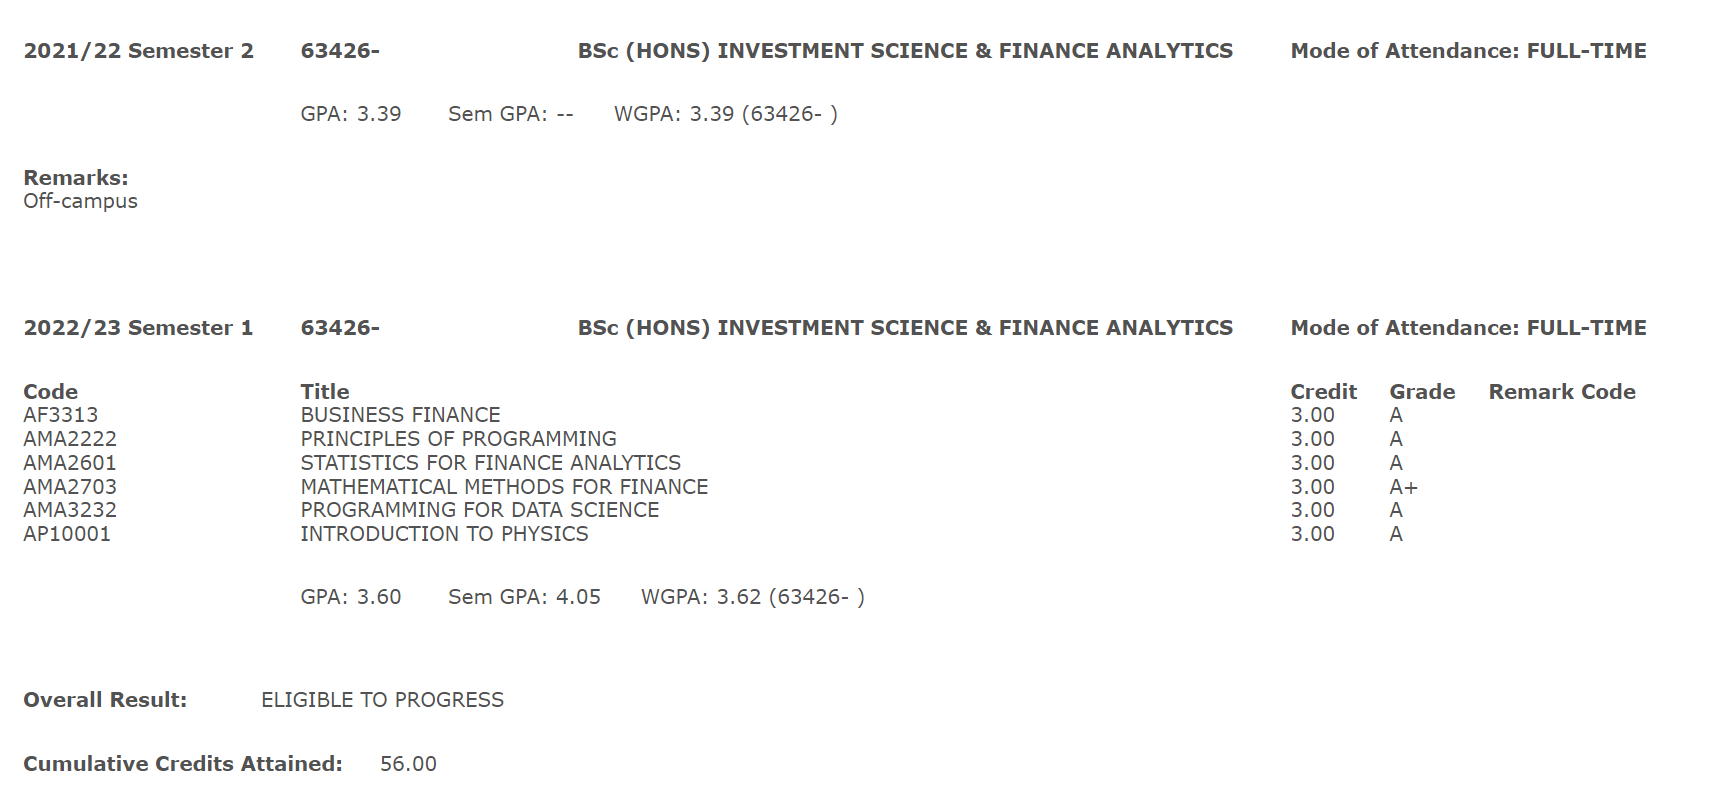 2021/22 Semester 2 63426- BSc (HONS) INVESTMENT SCIENCE & FINANCE ANALYTICS Mode of Attendance: FULL-TIME
GPA: 3.39 Sem GPA: -- WGPA: 3.39 (63426- )
Remarks:
Off-campus
2022/23 Semester 1 63426- BSc (HONS) INVESTMENT SCIENCE & FINANCE ANALYTICS Mode of Attendance: FULL-TIME
Code Title Credit Grade Remark Code
AF3313 BUSINESS FINANCE 3.00 A
AMA2222 PRINCIPLES OF PROGRAMMING 3.00 A
AMA2601 STATISTICS FOR FINANCE ANALYTICS 3.00 A
AMA2703 MATHEMATICAL METHODS FOR FINANCE 3.00 A+
AMA3232 PROGRAMMING FOR DATA SCIENCE 3.00 A
AP10001 INTRODUCTION TO PHYSICS 3.00 A
GPA: 3.60 Sem GPA: 4.05 WGPA: 3.62 (63426- )
Overall Result: ELIGIBLE TO PROGRESS
Cumulative Credits Attained: 56.00